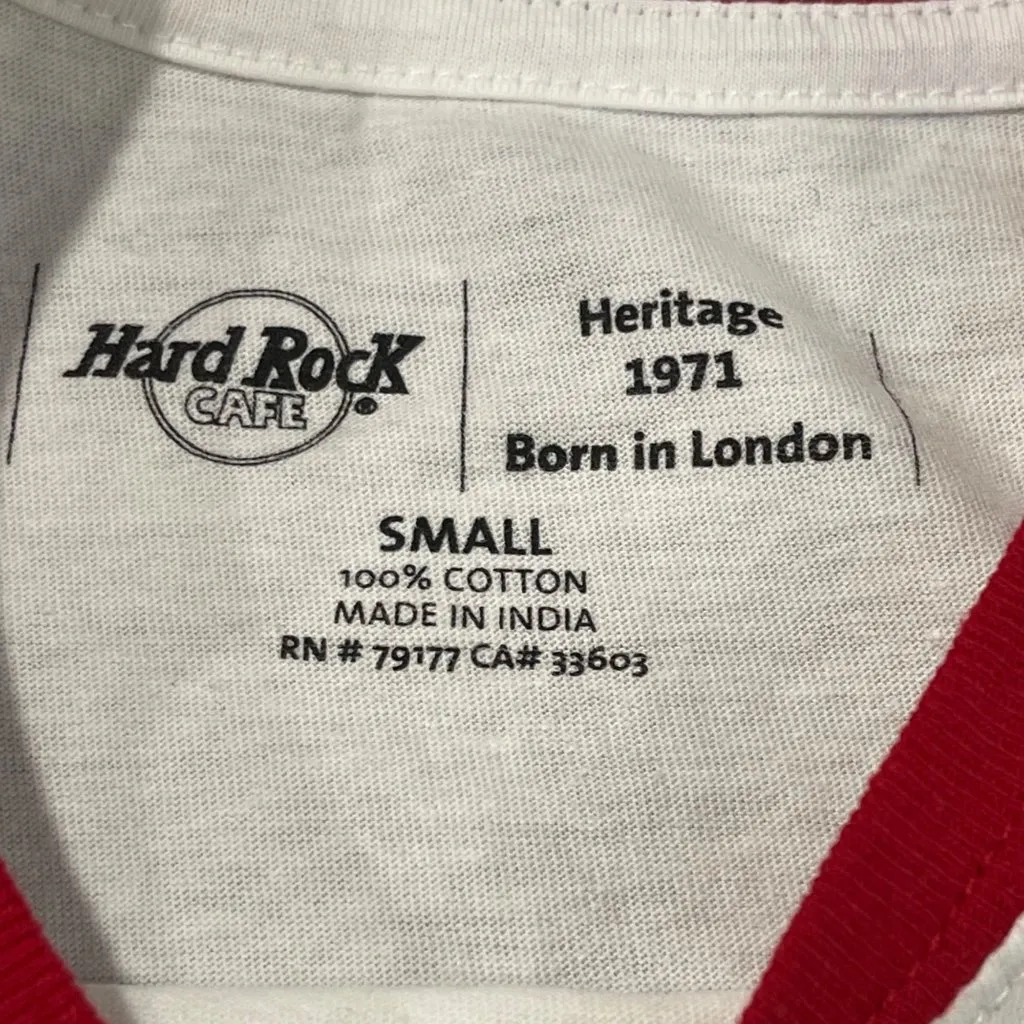 Hard Rock
CAFE®
Heritage
1971
Born in London
SMALL
100% COTTON
MADE IN INDIA
RN # 79177 CA# 33603